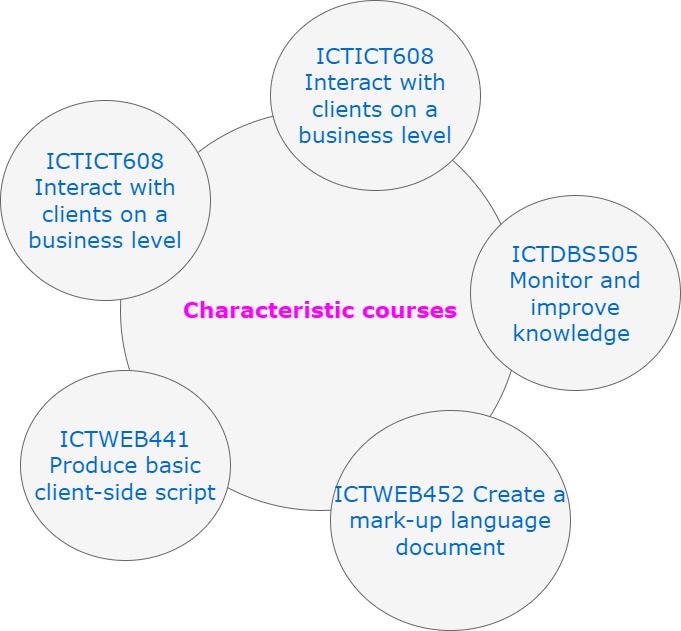 ICTICT608
Interact with
clients on a
business level
ICTICT608
Interact with
clients on a
business level
ICTDBS505
Monitor and
improve
knowledge
Characteristic courses
ICTWEB441
Produce basic
client-side script
ICTWEB452 Create a
mark-up language
document